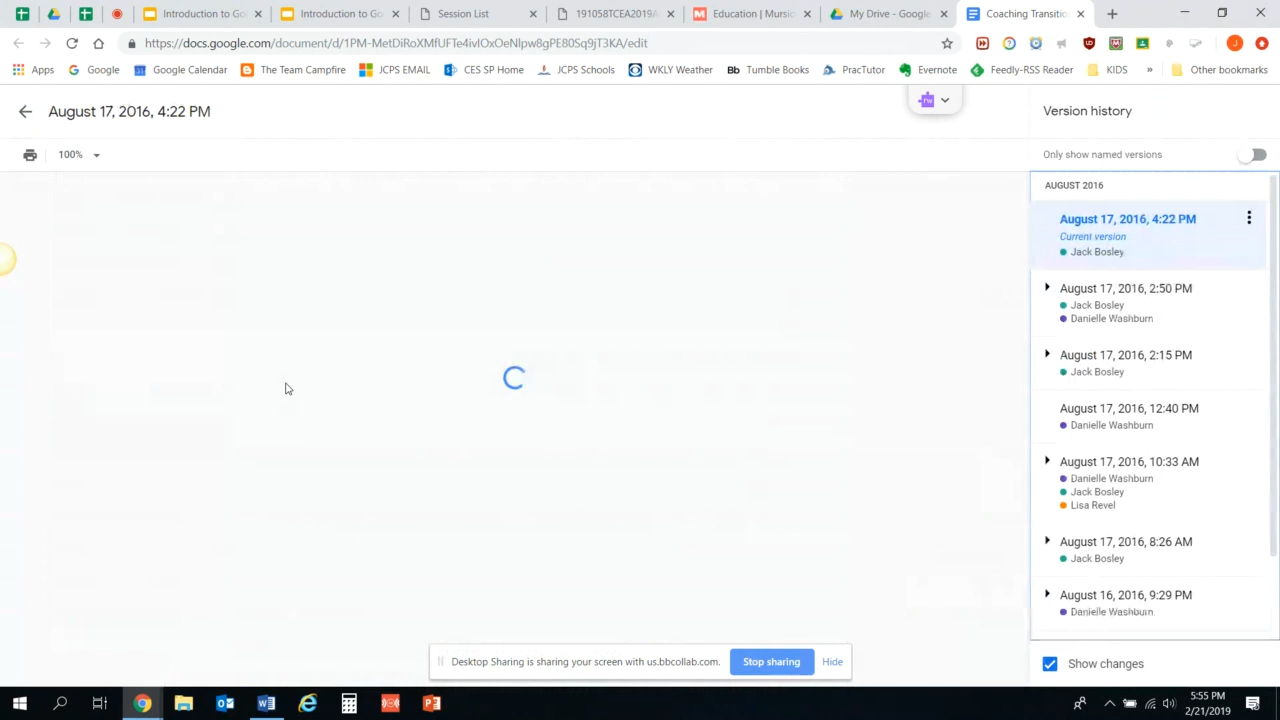 Introduction to Go
Introduction to Go
Session List
Education | Mursi
My Drive - Google
Coaching Transitio
https://docs.google.com/document/d/1PM-MetDiRoXMRUFTe4ivIOxOeNlpw8gPE80Sq9jT3KA/edit
Apps Google Google Calendar The Team Campfire JCPS EMAIL CES SP Home JCPS Schools WKLY Weather Bb Tumble Books PracTutor Evernote Feedly-RSS Reader KIDS » Other bookmarks
August 17, 2016, 4:22 PM
rw
Version history
100%
Only show named versions
AUGUST 2016
August 17, 2016, 4:22 PM
Current version
Jack Bosley
August 17, 2016, 2:50 PM
Jack Bosley
Danielle Washburn
August 17, 2016, 2:15 PM
Jack Bosley
August 17, 2016, 12:40 PM
Danielle Washburn
August 17, 2016, 10:33 AM
Danielle Washburn
Jack Bosley
Lisa Revel
August 17, 2016, 8:26 AM
Jack Bosley
August 16, 2016, 9:29 PM
Danielle Washburn
Desktop Sharing is sharing your screen with us.bbcollab.com. Stop sharing Hide
Show changes
5:55 PM
2/21/2019